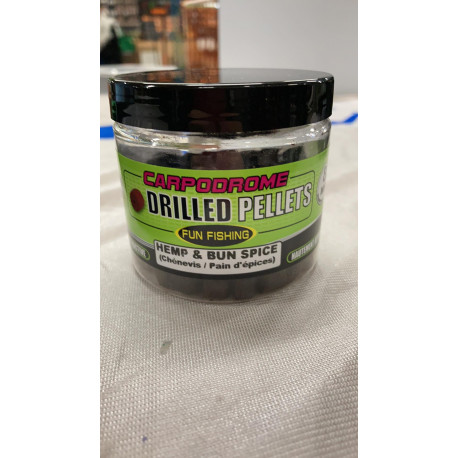 CARPODROME
DRILLED PELLETS
FUN FISHING
HEMP & BUN SPICE
(Chènevis / Pain d'épices)